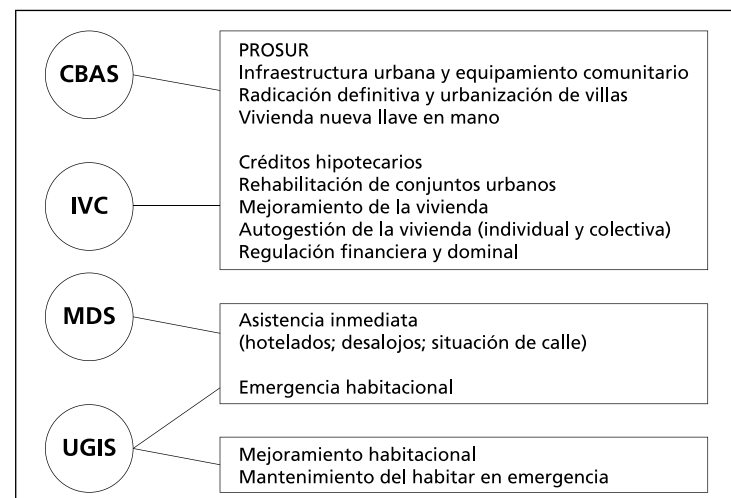 CBAS
PROSUR
Infraestructura urbana y equipamiento comunitario
Radicación definitiva y urbanización de villas
Vivienda nueva llave en mano
IVC
Créditos hipotecarios
Rehabilitación de conjuntos urbanos
Mejoramiento de la vivienda
Autogestión de la vivienda (individual y colectiva)
Regulación financiera y dominal
MDS
Asistencia inmediata
(hotelados; desalojos; situación de calle)
Emergencia habitacional
UGIS
Mejoramiento habitacional
Mantenimiento del habitar en emergencia